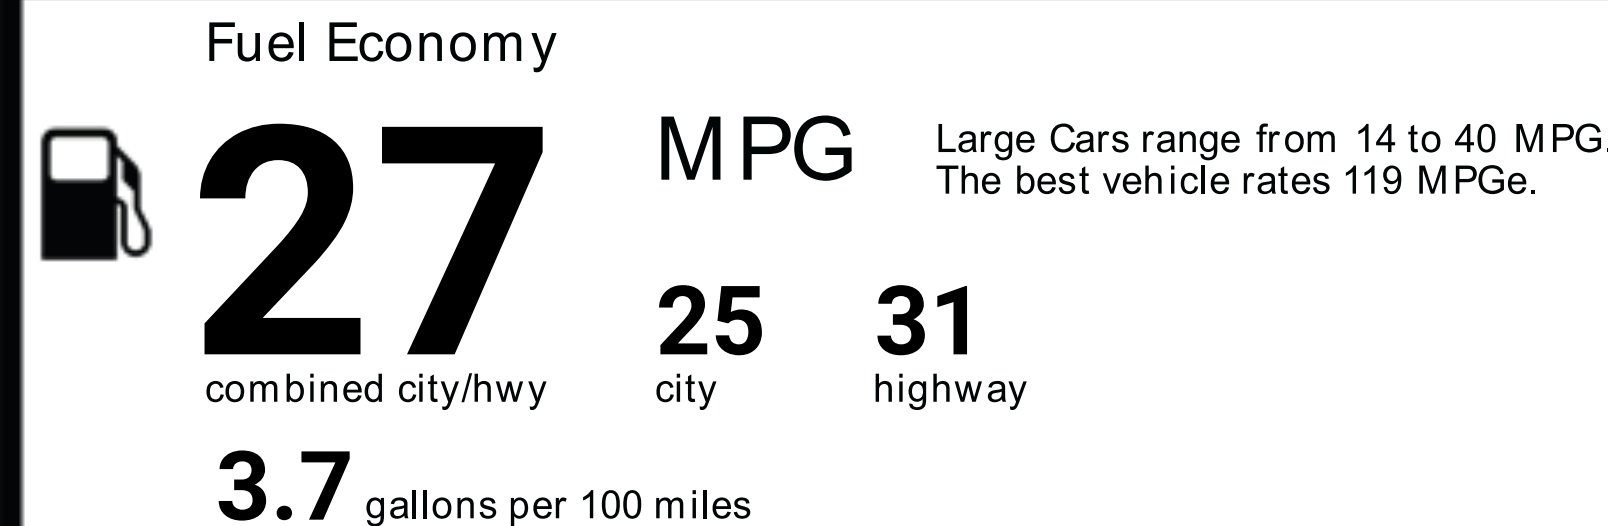 Fuel Economy
27 MPG
Large Cars range from 14 to 40 MPG.
The best vehicle rates 119 MPGe.
25 31
combined city/hwy city highway
3.7 gallons per 100 miles